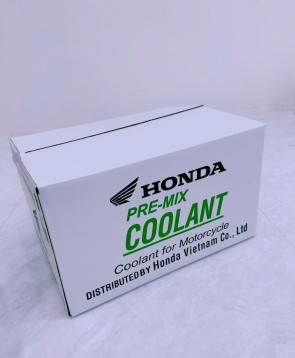 HONDA
PRE-MIX
COOLANT
Coolant for Motorcycle
DISTRIBUTED BY Honda Vietnam Co., Ltd